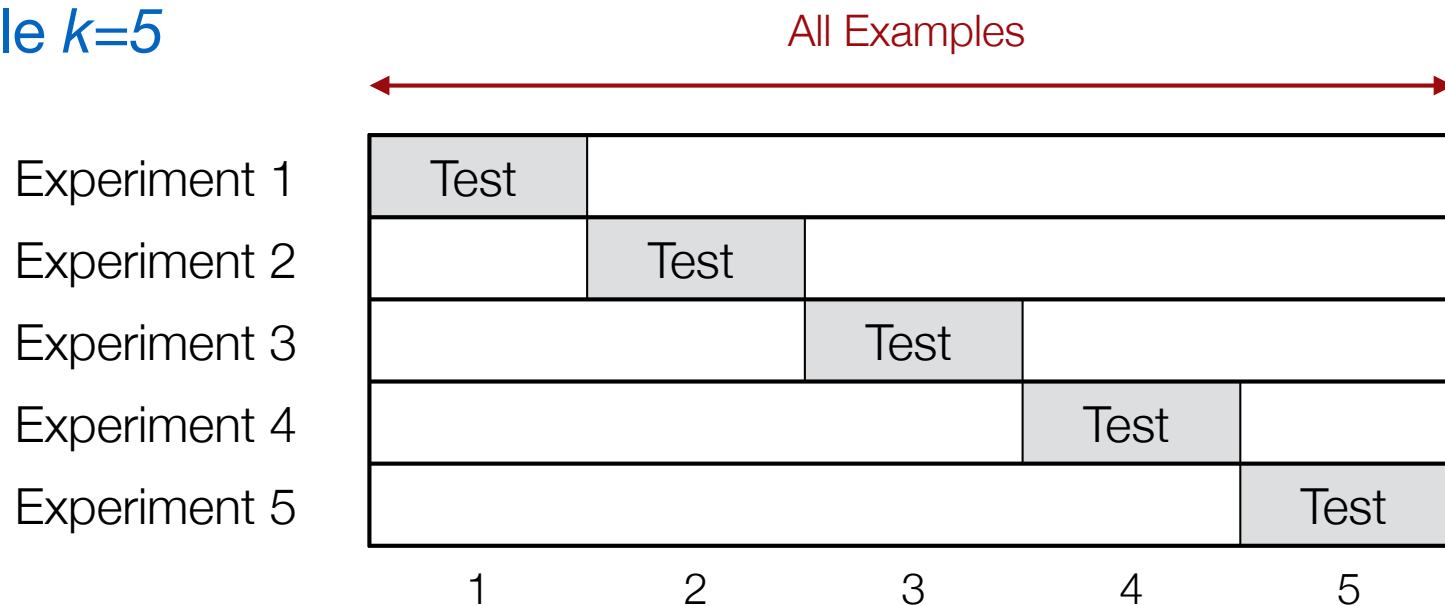 le k=5
All Examples
Experiment 1 Test
Experiment 2 Test
Experiment 3 Test
Experiment 4 Test
Experiment 5 Test
1 2 3 4 5